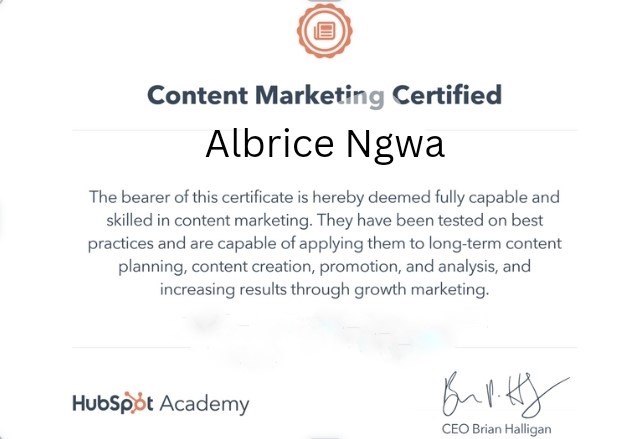 Content Marketing Certified
Albrice Ngwa
The bearer of this certificate is hereby deemed fully capable and
skilled in content marketing. They have been tested on best
practices and are capable of applying them to long-term content
planning, content creation, promotion, and analysis, and
increasing results through growth marketing.
HubSpot Academy
CEO Brian Halligan